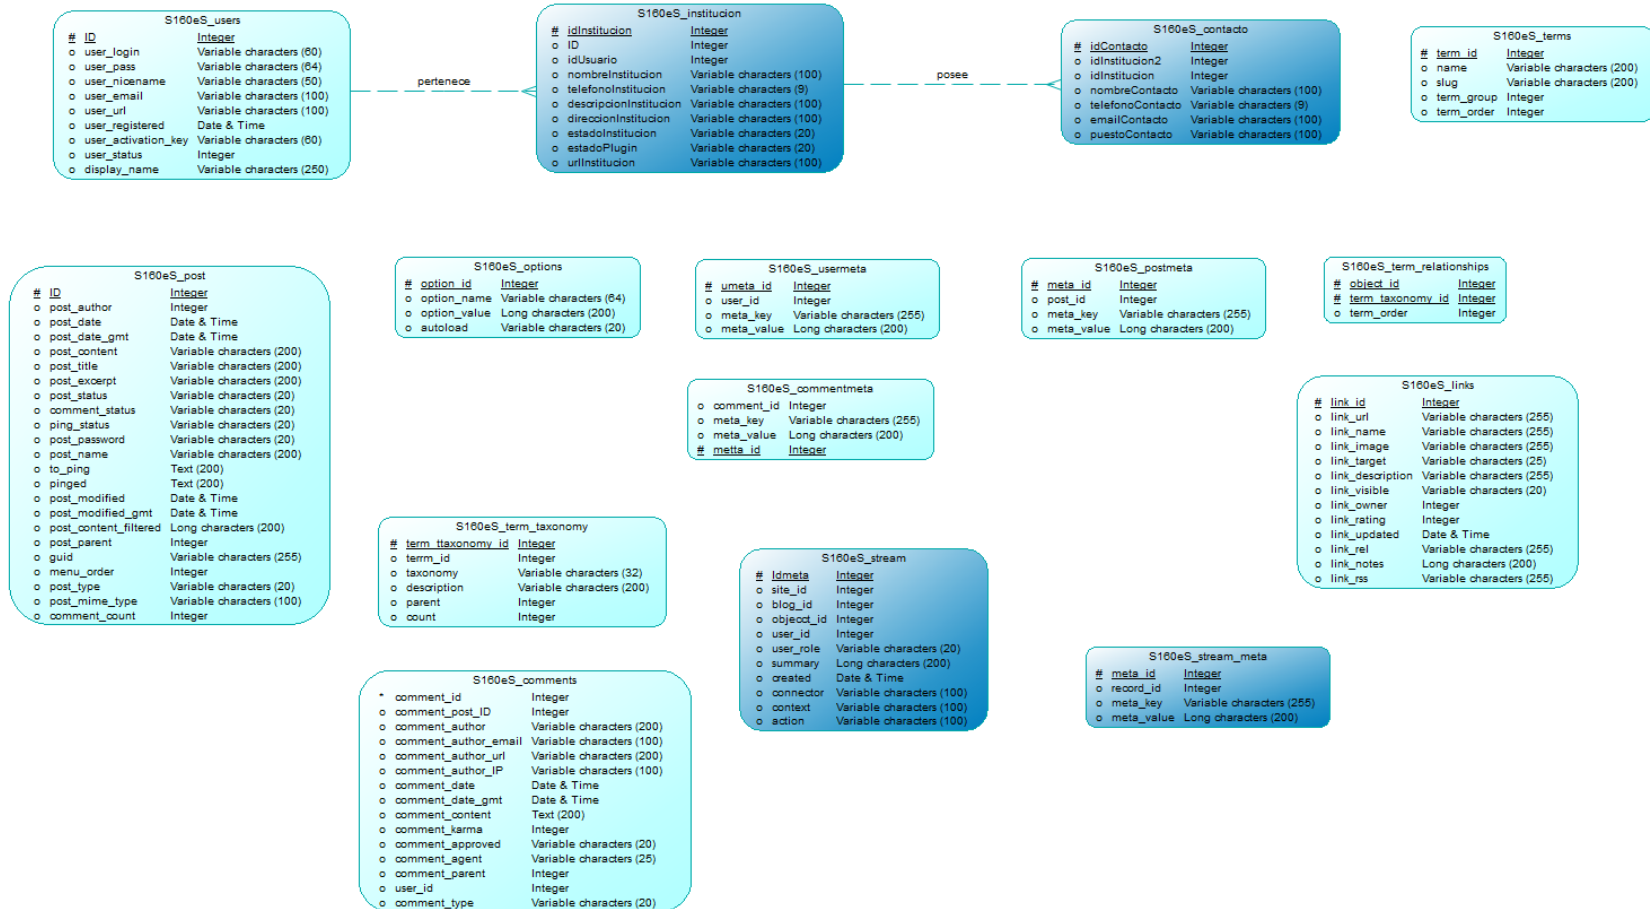 S160eS_users
# ID Integer
o user_login Variable characters (60)
o user_pass Variable characters (64)
o user_nicename Variable characters (50)
o user_email Variable characters (100)
o user_url Variable characters (100)
o user_registered Date & Time
o user_activation_key Variable characters (60)
o user_status Integer
o display_name Variable characters (250)
pertenece
S160eS_institucion
# idInstitucion Integer
o ID Integer
o idUsuario Integer
o nombreInstitucion Variable characters (100)
o telefonoInstitucion Variable characters (9)
o descripcionInstitucion Variable characters (100)
o direccionInstitucion Variable characters (100)
o estadoInstitucion Variable characters (20)
o estadoPlugin Variable characters (20)
o urlInstitucion Variable characters (100)
posee
S160eS_contacto
# idContacto Integer
o idInstitucion2 Integer
o idInstitucion Integer
o nombreContacto Variable characters (100)
o telefonoContacto Variable characters (9)
o emailContacto Variable characters (100)
o puestoContacto Variable characters (100)
S160eS_terms
# term_id Integer
o name Variable characters (200)
o slug Variable characters (200)
o term_group Integer
o term_order Integer
S160eS_post
# ID Integer
o post_author Integer
o post_date Date & Time
o post_date_gmt Date & Time
o post_content Variable characters (200)
o post_title Variable characters (200)
o post_excerpt Variable characters (200)
o post_status Variable characters (20)
o comment_status Variable characters (20)
o ping_status Variable characters (20)
o post_password Variable characters (20)
o post_name Variable characters (200)
o to_ping Text (200)
o pinged Text (200)
o post_modified Date & Time
o post_modified_gmt Date & Time
o post_content_filtered Long characters (200)
o post_parent Integer
o guid Variable characters (255)
o menu_order Integer
o post_type Variable characters (20)
o post_mime_type Variable characters (100)
o comment_count Integer
S160eS_options
# option_id Integer
o option_name Variable characters (64)
o option_value Long characters (200)
o autoload Variable characters (20)
S160eS_usermeta
# umeta_id Integer
o user_id Integer
o meta_key Variable characters (255)
o meta_value Long characters (200)
S160eS_postmeta
# meta_id Integer
o post_id Integer
o meta_key Variable characters (255)
o meta_value Long characters (200)
S160eS_term_relationships
# object_id Integer
# term_taxonomy_id Integer
o term_order Integer
S160eS_commentmeta
o comment_id Integer
o meta_key Variable characters (255)
o meta_value Long characters (200)
# metta_id Integer
S160eS_links
# link_id Integer
o link_url Variable characters (255)
o link_name Variable characters (255)
o link_image Variable characters (255)
o link_target Variable characters (25)
o link_description Variable characters (255)
o link_visible Variable characters (20)
o link_owner Integer
o link_rating Integer
o link_updated Date & Time
o link_rel Variable characters (255)
o link_notes Long characters (200)
o link_rss Variable characters (255)
S160eS_term_taxonomy
# term_ttaxonomy_id Integer
o terrm_id Integer
o taxonomy Variable characters (32)
o description Variable characters (200)
o parent Integer
o count Integer
S160eS_stream
# Idmeta Integer
o site_id Integer
o blog_id Integer
o objecct_id Integer
o user_id Integer
o user_role Variable characters (20)
o summary Long characters (200)
o created Date & Time
o connector Variable characters (100)
o context Variable characters (100)
o action Variable characters (100)
S160eS_stream_meta
# meta_id Integer
o record_id Integer
o meta_key Variable characters (255)
o meta_value Long characters (200)
S160eS_comments
* comment_id Integer
o comment_post_ID Integer
o comment_author Variable characters (200)
o comment_author_email Variable characters (100)
o comment_author_url Variable characters (200)
o comment_author_IP Variable characters (100)
o comment_date Date & Time
o comment_date_gmt Date & Time
o comment_content Text (200)
o comment_karma Integer
o comment_approved Variable characters (20)
o comment_agent Variable characters (25)
o comment_parent Integer
o user_id Integer
o comment_type Variable characters (20)